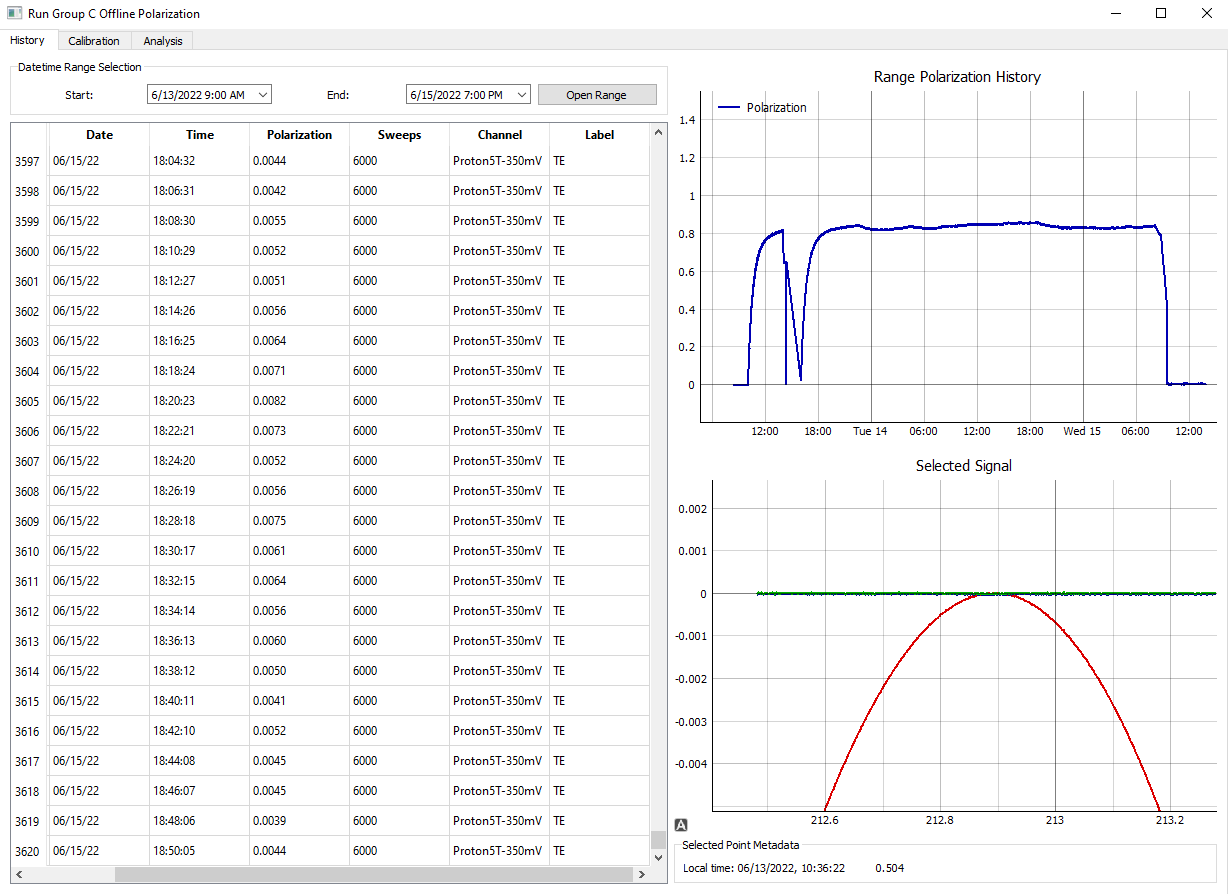 Run Group C Offline Polarization
History Calibration Analysis
Datetime Range Selection
Start: 6/13/2022 9:00 AM End: 6/15/2022 7:00 PM Open Range
Date Time Polarization Sweeps Channel Label
3597 06/15/22 18:04:32 0.0044 6000 Proton5T-350mV TE
3598 06/15/22 18:06:31 0.0042 6000 Proton5T-350mV TE
3599 06/15/22 18:08:30 0.0055 6000 Proton5T-350mV TE
3600 06/15/22 18:10:29 0.0052 6000 Proton5T-350mV TE
3601 06/15/22 18:12:27 0.0051 6000 Proton5T-350mV TE
3602 06/15/22 18:14:26 0.0056 6000 Proton5T-350mV TE
3603 06/15/22 18:16:25 0.0064 6000 Proton5T-350mV TE
3604 06/15/22 18:18:24 0.0071 6000 Proton5T-350mV TE
3605 06/15/22 18:20:23 0.0082 6000 Proton5T-350mV TE
3606 06/15/22 18:22:21 0.0073 6000 Proton5T-350mV TE
3607 06/15/22 18:24:20 0.0052 6000 Proton5T-350mV TE
3608 06/15/22 18:26:19 0.0056 6000 Proton5T-350mV TE
3609 06/15/22 18:28:18 0.0075 6000 Proton5T-350mV TE
3610 06/15/22 18:30:17 0.0061 6000 Proton5T-350mV TE
3611 06/15/22 18:32:15 0.0064 6000 Proton5T-350mV TE
3612 06/15/22 18:34:14 0.0056 6000 Proton5T-350mV TE
3613 06/15/22 18:36:13 0.0060 6000 Proton5T-350mV TE
3614 06/15/22 18:38:12 0.0050 6000 Proton5T-350mV TE
3615 06/15/22 18:40:11 0.0041 6000 Proton5T-350mV TE
3616 06/15/22 18:42:10 0.0052 6000 Proton5T-350mV TE
3617 06/15/22 18:44:08 0.0045 6000 Proton5T-350mV TE
3618 06/15/22 18:46:07 0.0045 6000 Proton5T-350mV TE
3619 06/15/22 18:48:06 0.0039 6000 Proton5T-350mV TE
3620 06/15/22 18:50:05 0.0044 6000 Proton5T-350mV TE
Range Polarization History
Polarization
1.4
1.2
1
0.8
0.6
0.4
0.2
0
12:00 18:00 Tue 14 06:00 12:00 18:00 Wed 15 06:00 12:00
Selected Signal
0.002
0.001
0
-0.001
-0.002
-0.003
-0.004
212.6 212.8 213 213.2
A
Selected Point Metadata
Local time: 06/13/2022, 10:36:22 0.504